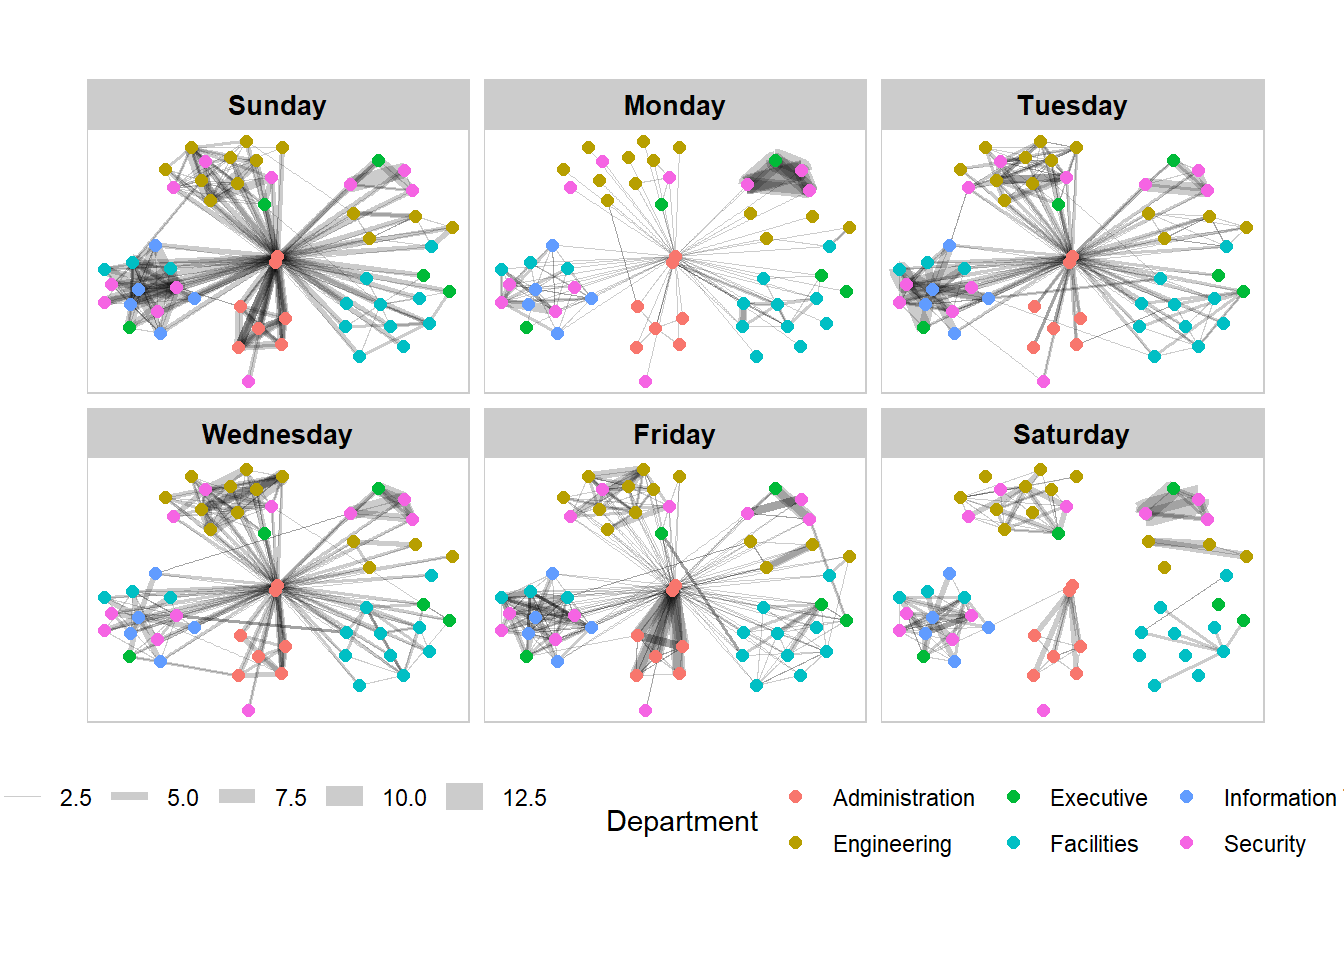 Sunday
Monday
Tuesday
Wednesday
Friday
Saturday
2.5 5.0 7.5 10.0 12.5
Department
Administration Executive Information
Engineering Facilities Security